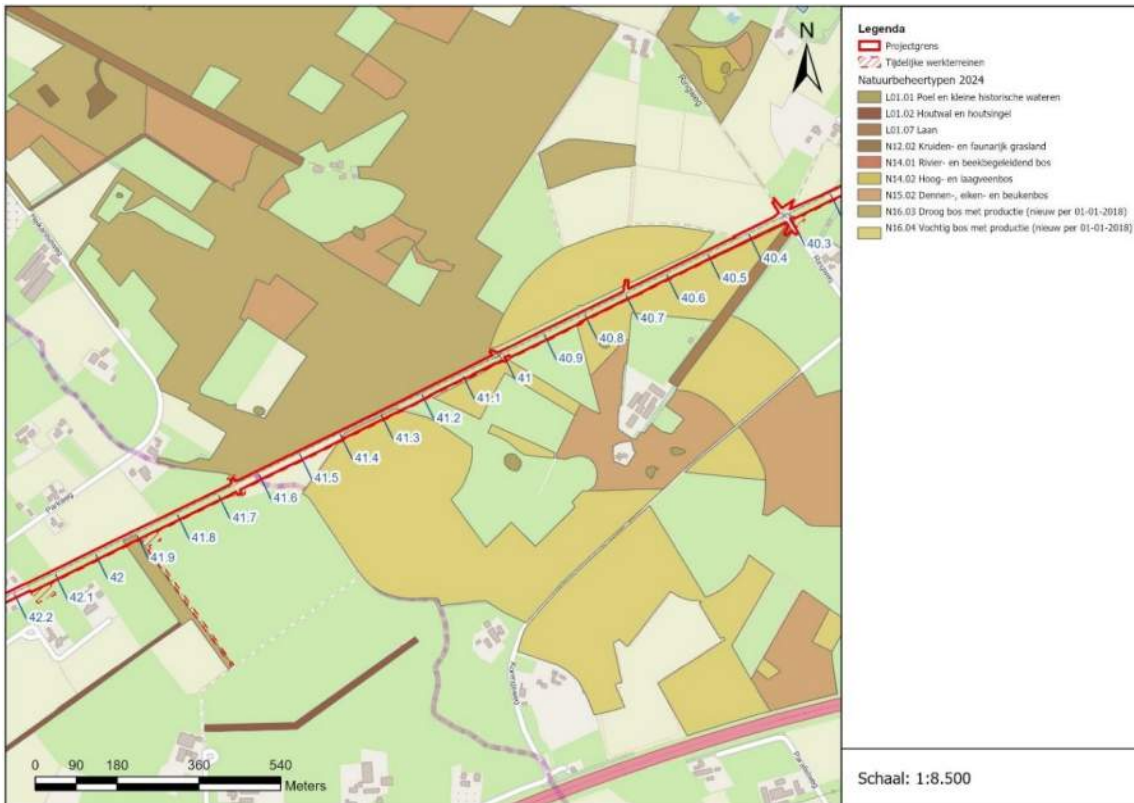 Legenda
Projectgrens
Tijdelijke werkterreinen
Natuurbeheertypen 2024
L01.01 Poel en kleine historische wateren
L01.02 Houtwal en houtsingel
L01.07 Laan
N12.02 Kruiden- en faunarijk grasland
N14.01 Rivier- en beekbegeleidend bos
N14.02 Hoog- en laagveenbos
N15.02 Dennen-, eiken- en beukenbos
N16.03 Droog bos met productie (nieuw per 01-01-2018)
N16.04 Vochtig bos met productie (nieuw per 01-01-2018)
N
Ringweg
40.3
Ringweg
40.4
40.5
40.6
40.7
40.8
40.9
41
41.1
41.2
41.3
41.4
41.5
41.6
41.7
41.8
41.9
42
42.1
42.2
Parkweg
0 90 180 360 540
Meters
Schaal: 1:8.500